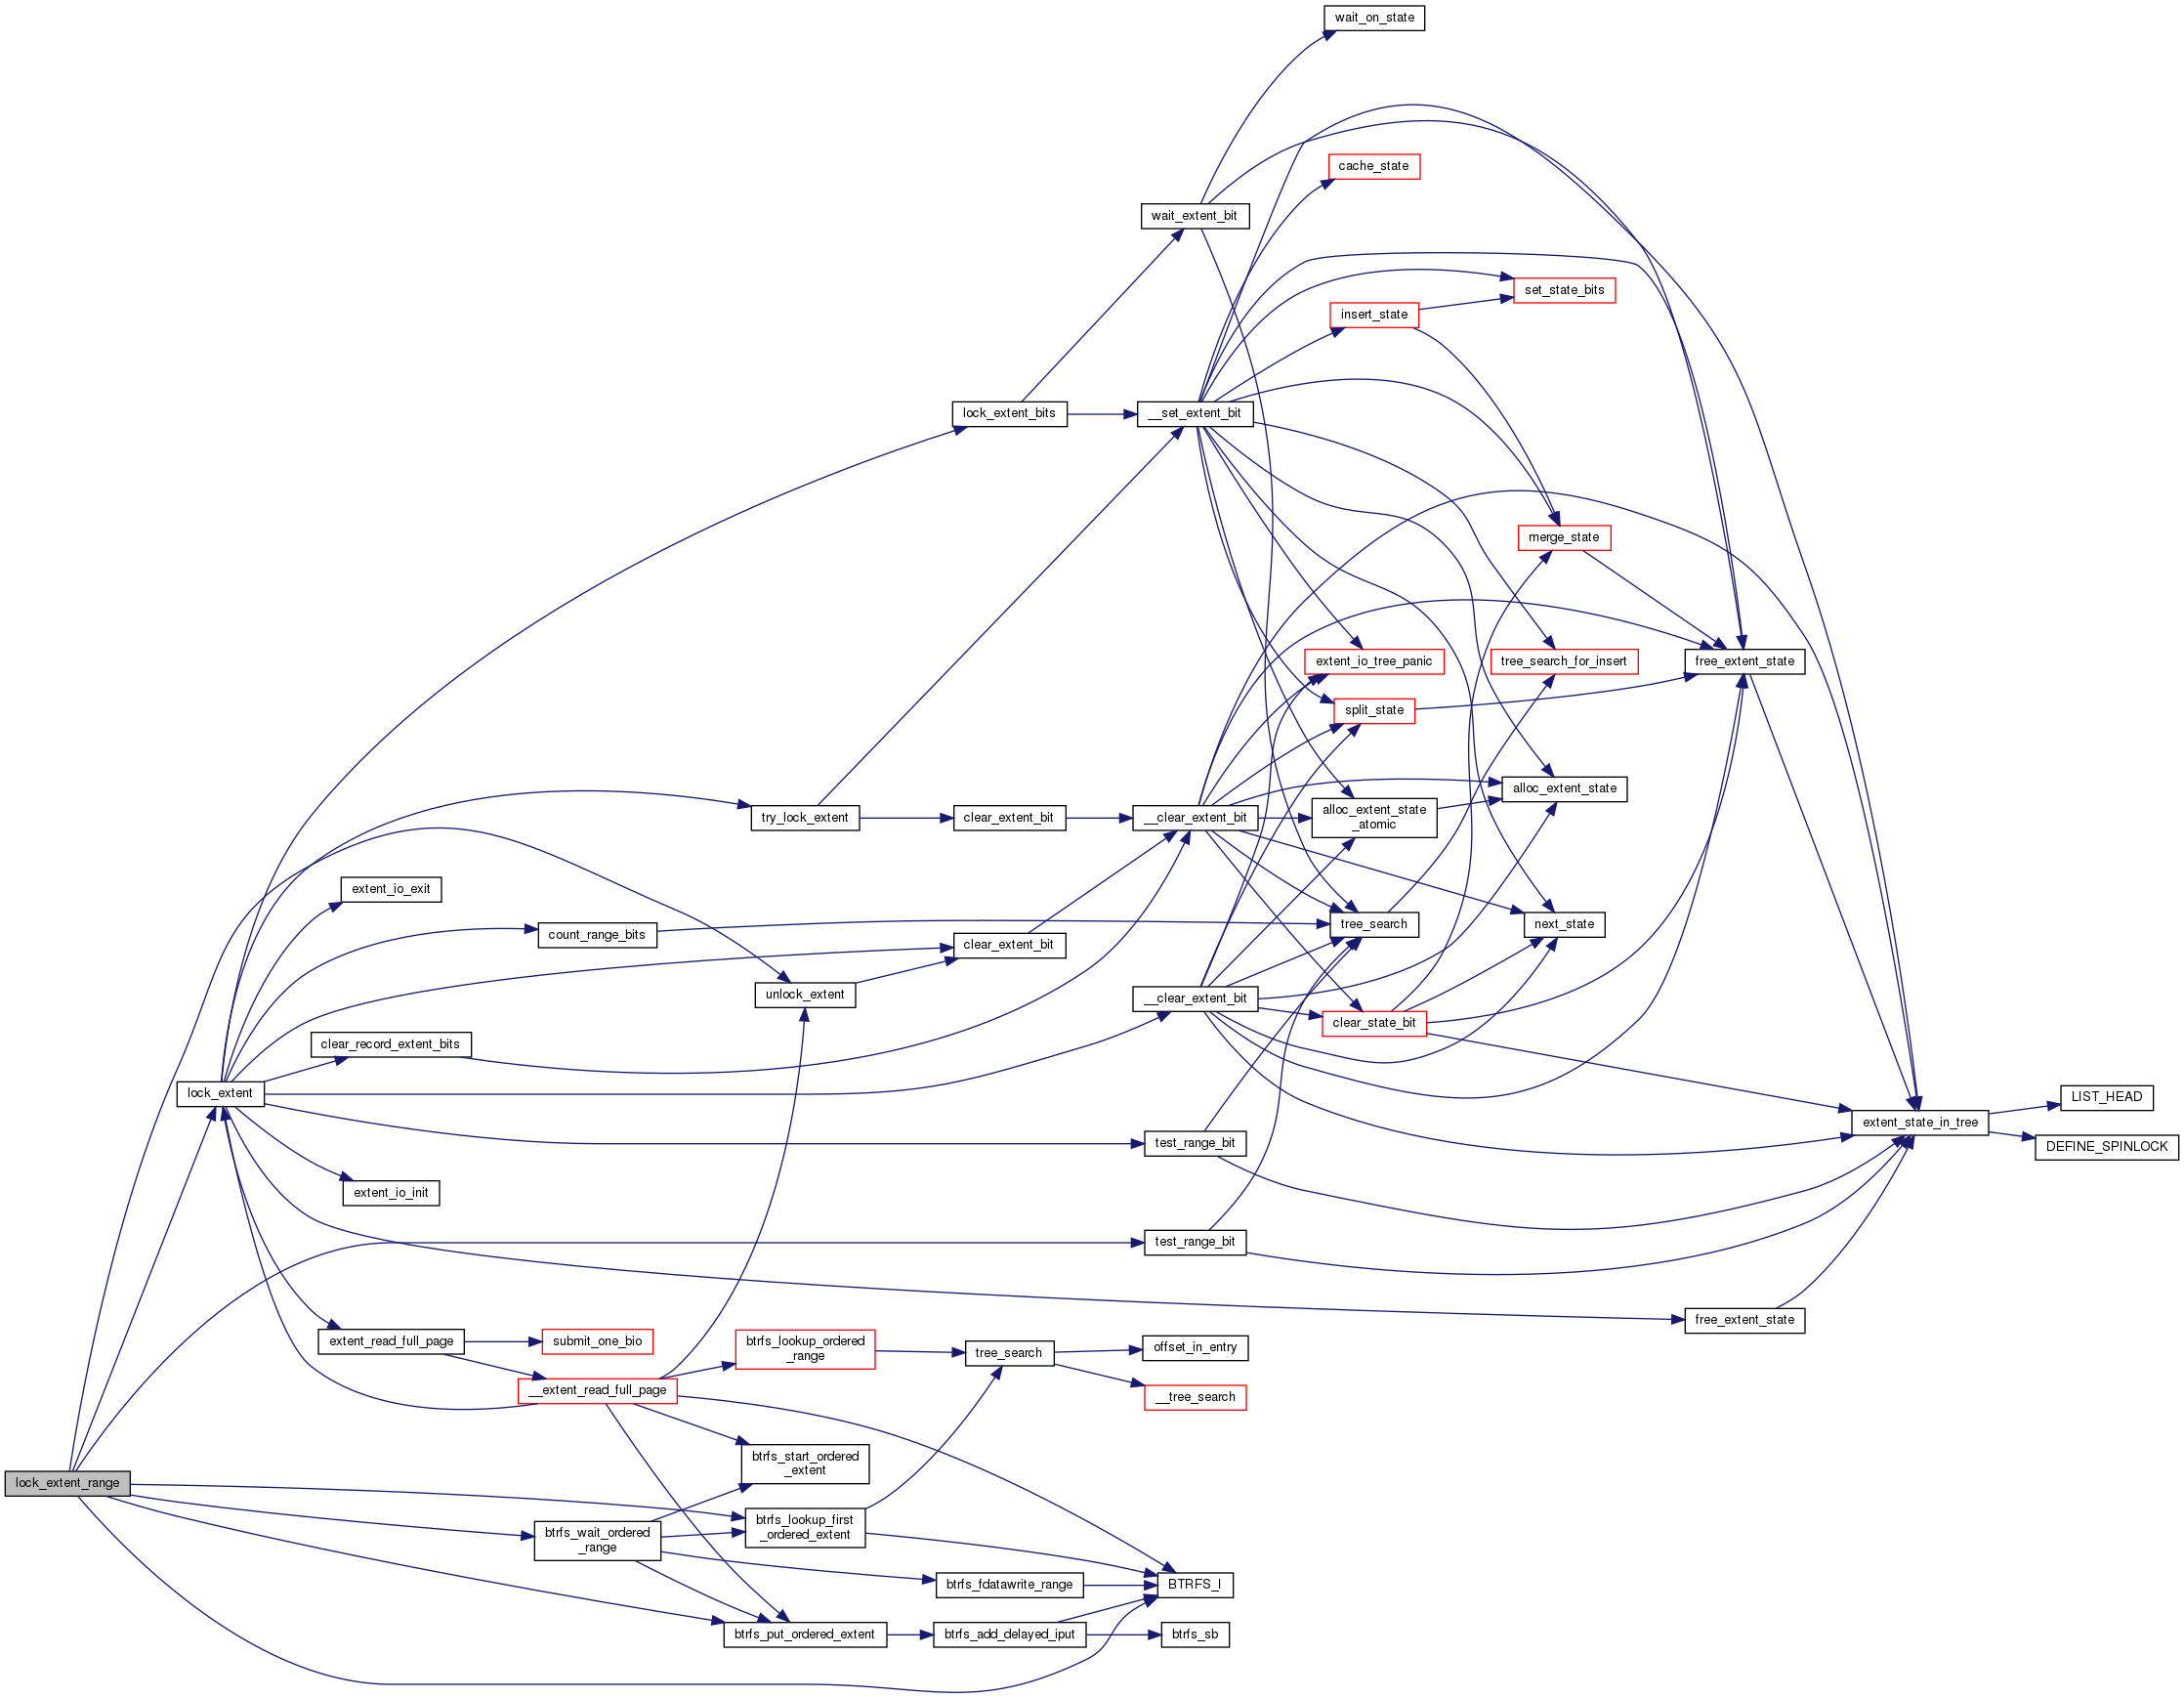 wait_on_state
cache_state
wait_extent_bit
set_state_bits
insert_state
lock_extent_bits
__set_extent_bit
merge_state
extent_io_tree_panic
tree_search_for_insert
free_extent_state
split_state
alloc_extent_state
try_lock_extent
clear_extent_bit
__clear_extent_bit
alloc_extent_state
_atomic
extent_io_exit
count_range_bits
clear_extent_bit
tree_search
next_state
unlock_extent
__clear_extent_bit
clear_state_bit
clear_record_extent_bits
lock_extent
LIST_HEAD
extent_state_in_tree
DEFINE_SPINLOCK
test_range_bit
extent_io_init
test_range_bit
free_extent_state
extent_read_full_page
submit_one_bio
btrfs_lookup_ordered
_range
tree_search
offset_in_entry
__extent_read_full_page
__tree_search
btrfs_start_ordered
_extent
lock_extent_range
btrfs_wait_ordered
_range
btrfs_lookup_first
_ordered_extent
btrfs_fdatawrite_range
BTRFS_I
btrfs_put_ordered_extent
btrfs_add_delayed_iput
btrfs_sb